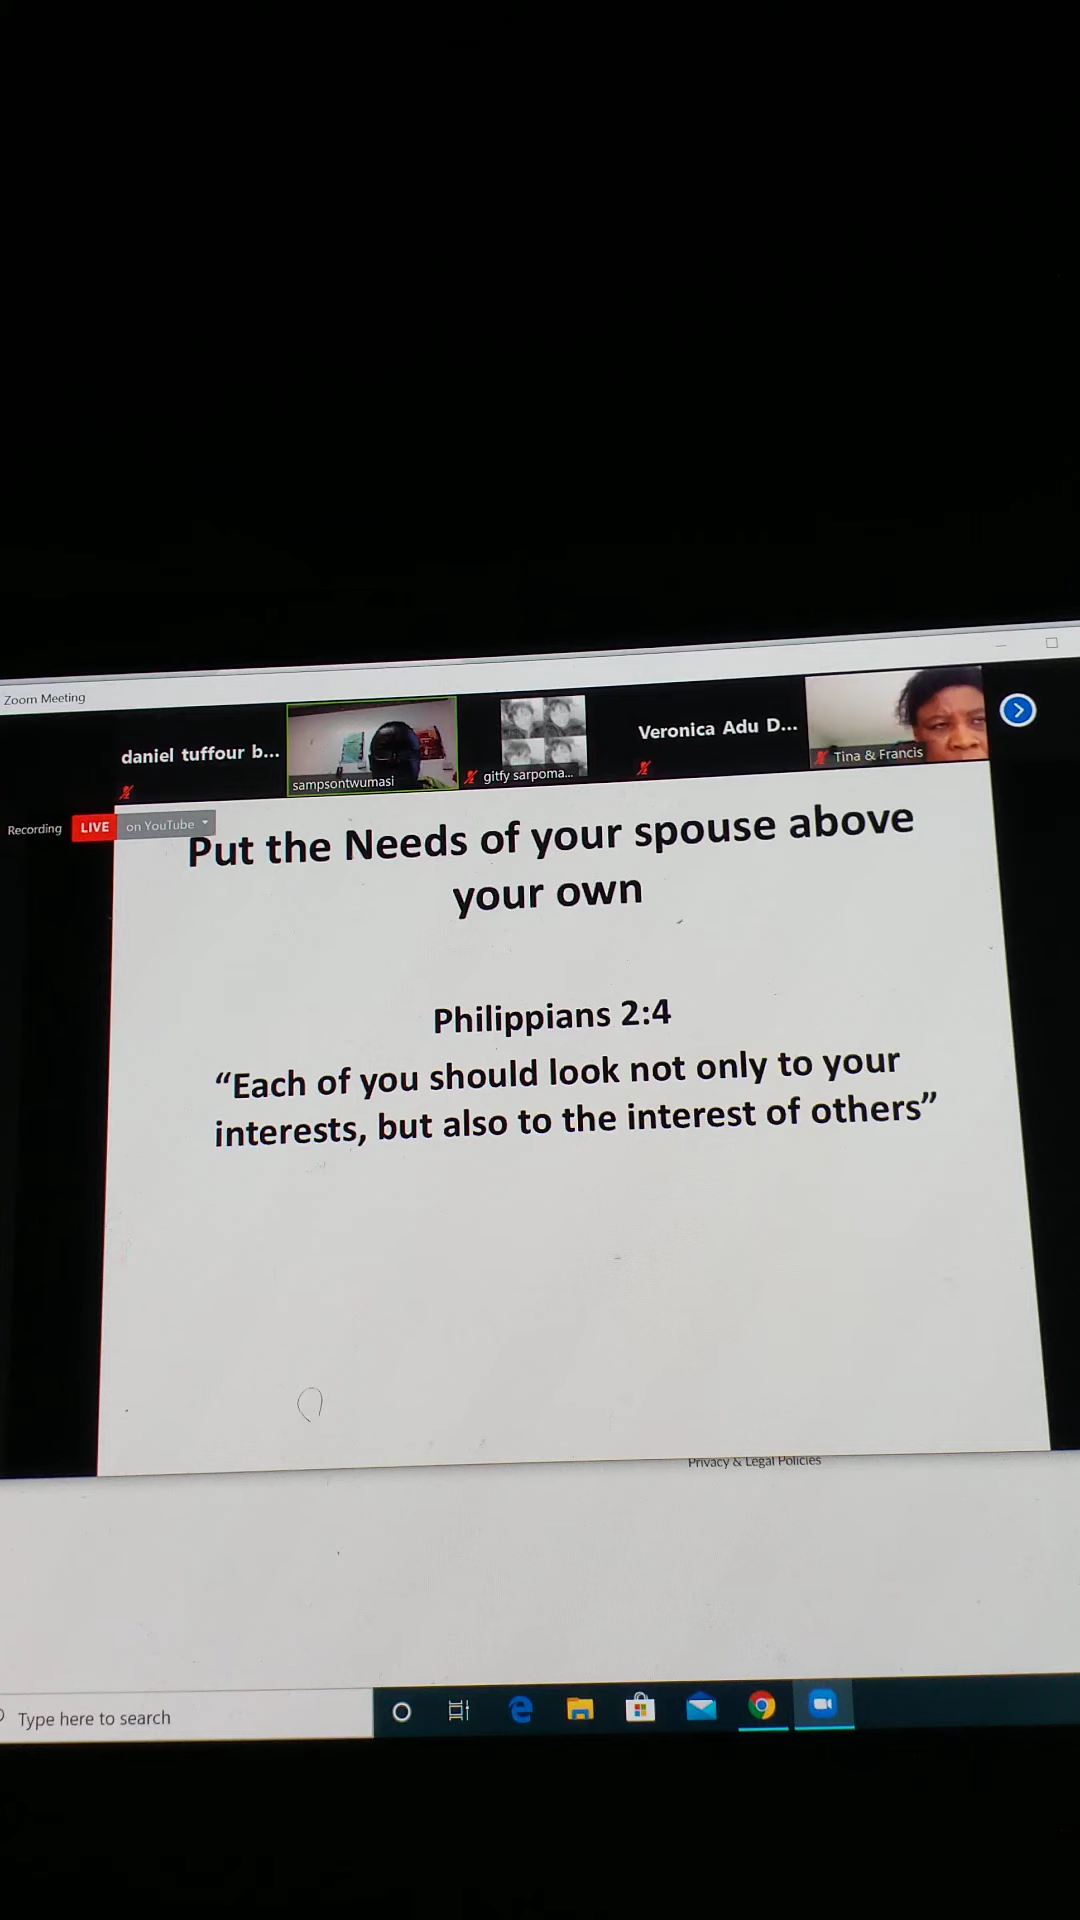 Zoom Meeting
daniel tuffour b...
sampsontwumasi
gitfy sarpoma...
Veronica Adu D...
Tina & Francis
Recording
LIVE
on YouTube
Put the Needs of your spouse above
your own
Philippians 2:4
“Each of you should look not only to your
interests, but also to the interest of others”
Privacy & Legal Policies
Type here to search